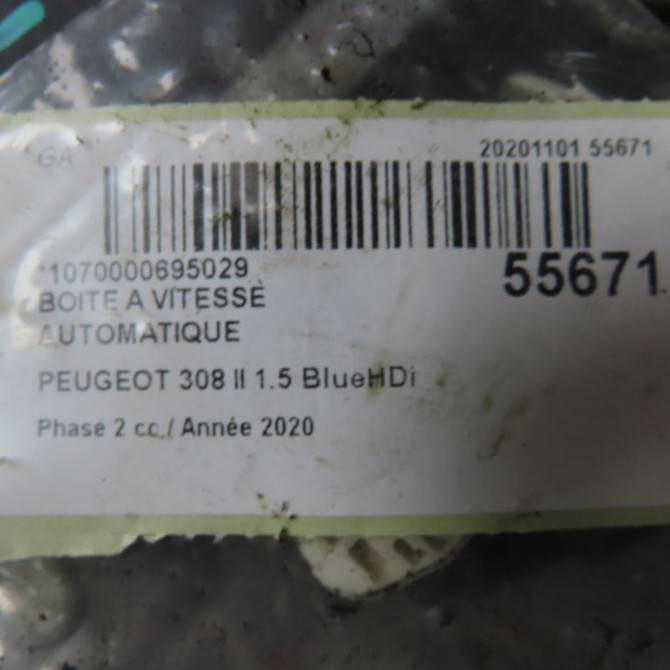 GA
20201101 55671
*1070000695029
55671
BOITE A VITESSE
AUTOMATIQUE
PEUGEOT 308 II 1.5 BlueHDi
Phase 2 cc / Année 2020